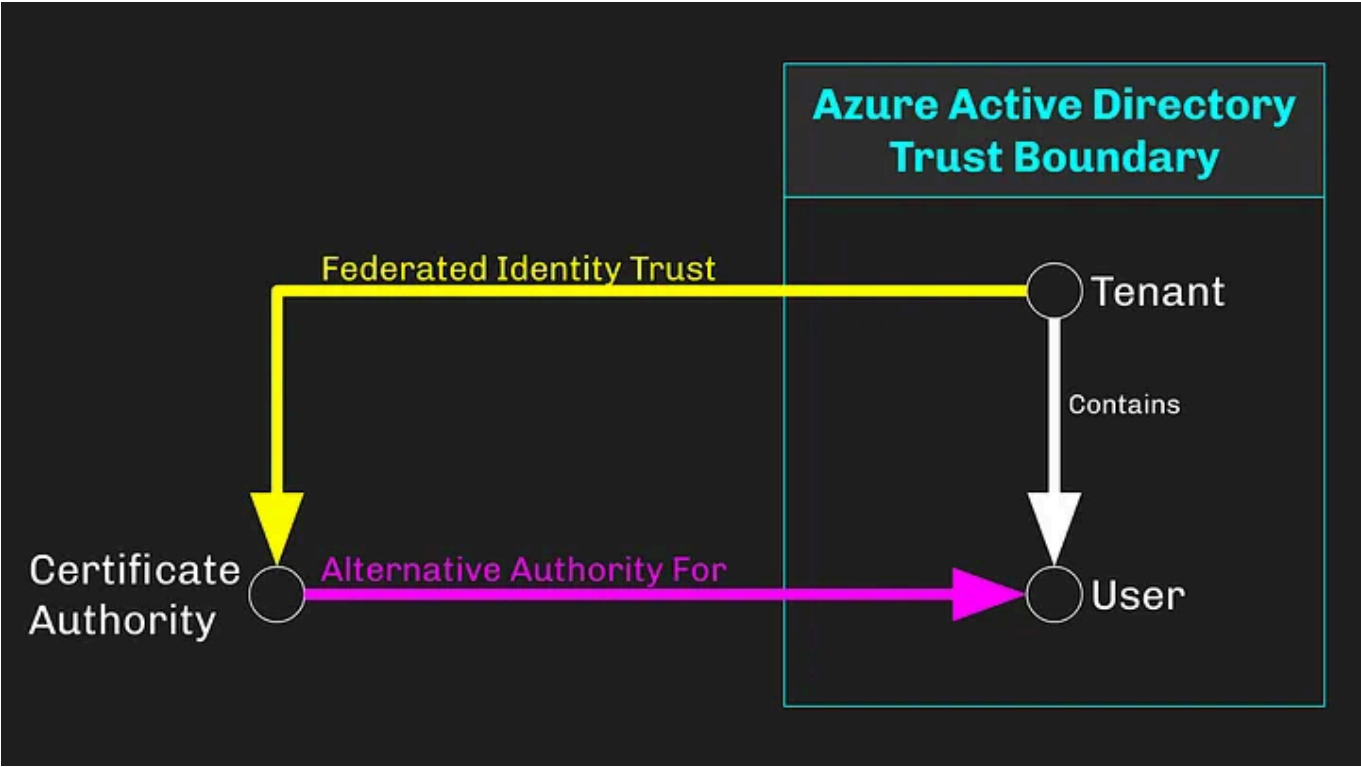 Azure Active Directory
Trust Boundary
Federated Identity Trust
Tenant
Contains
Certificate
Authority
Alternative Authority For
User